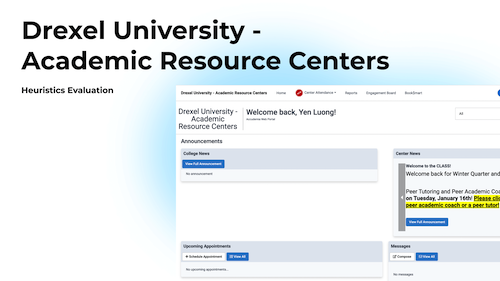 Drexel University -
Academic Resource Centers
Heuristics Evaluation
Drexel University - Academic Resource Centers
Home
Center Attendance
Reports
Engagement Board
BookSmart
Drexel University -
Academic
Resource Centers
Welcome back, Yen Luong!
Accudemia Web Portal
All
Announcements
College News
View Full Announcement
No announcement
Center News
Welcome to the CLASS!
Welcome back for Winter Quarter and
Peer Tutoring and Peer Academic Coa
on Tuesday, January 16th! Please clic
peer academic coach or a peer tutor!
View Full Announcement
Upcoming Appointments
+ Schedule Appointment
View All
No upcoming appointments...
Messages
Compose
View All
No messages